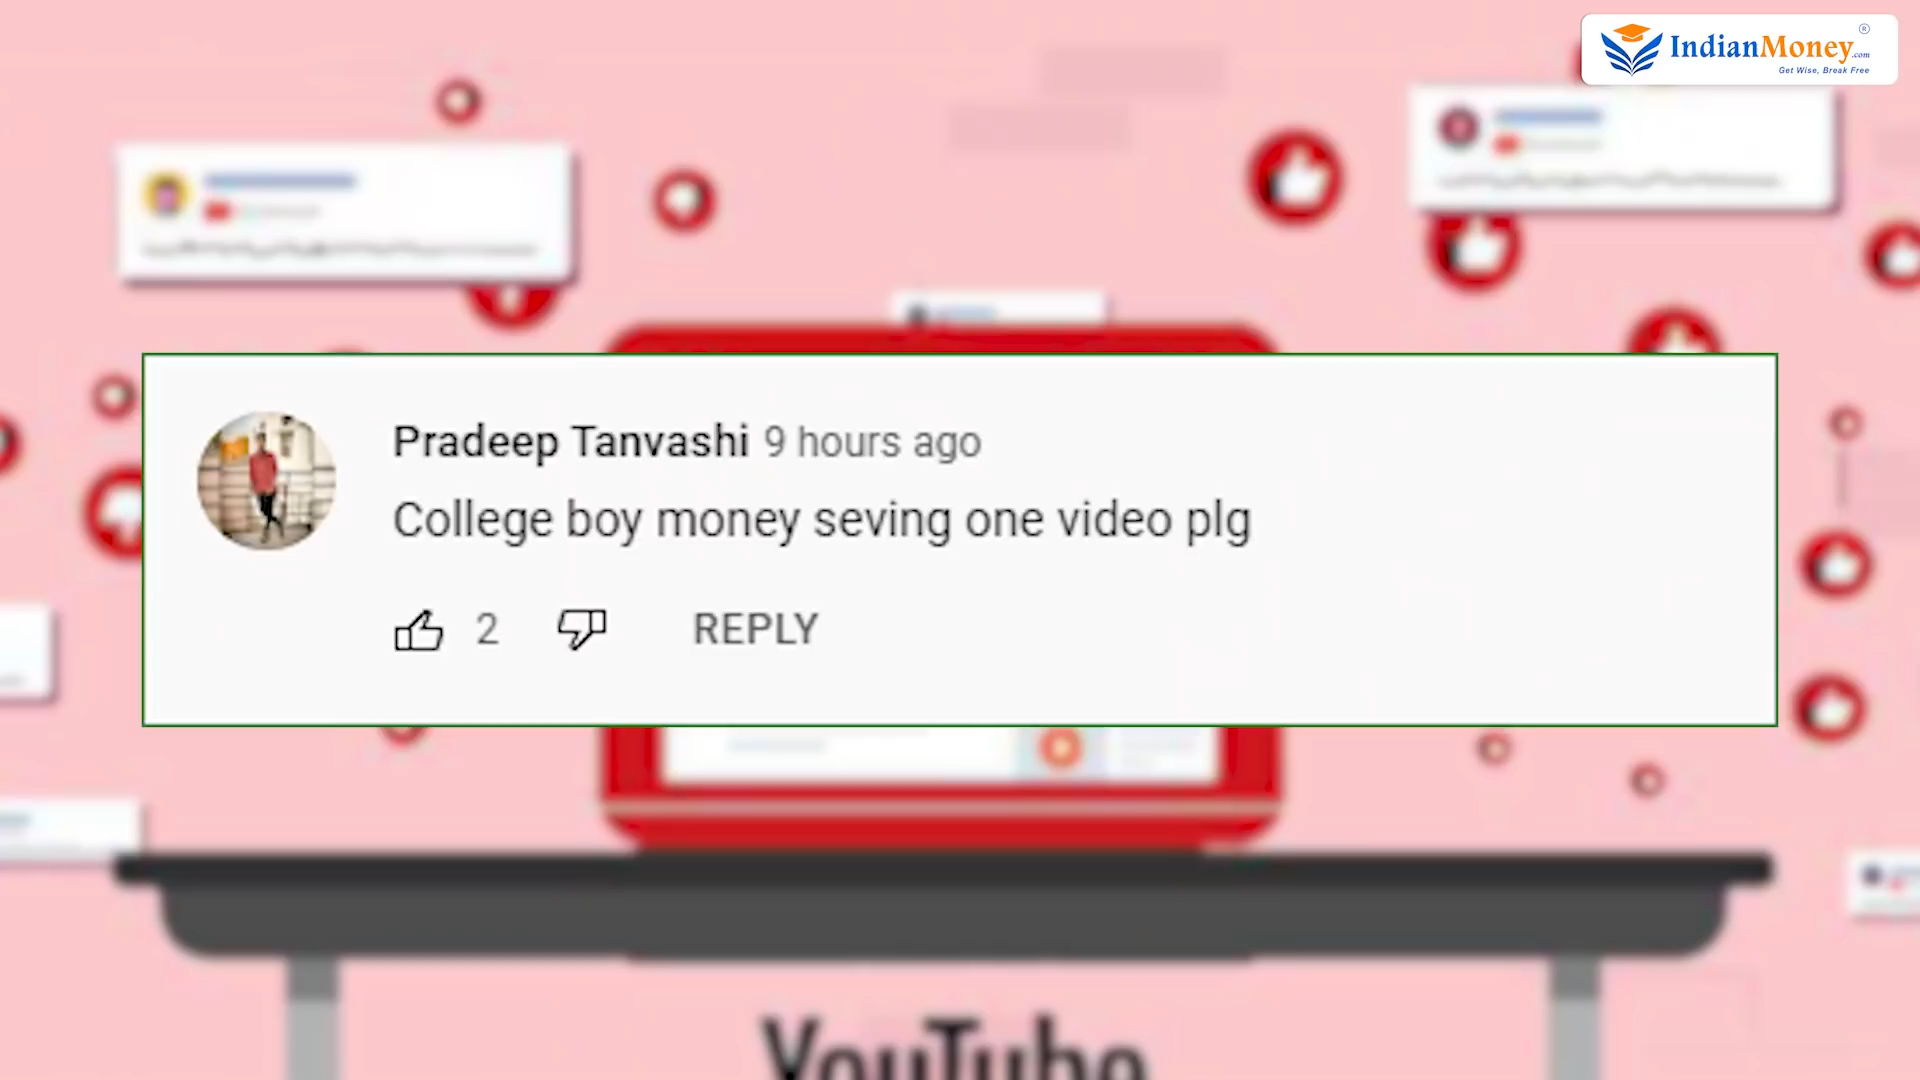 IndianMoney.com
Get Wise, Break Free
Pradeep Tanvashi 9 hours ago
College boy money seving one video plg
2 REPLY
YouTube